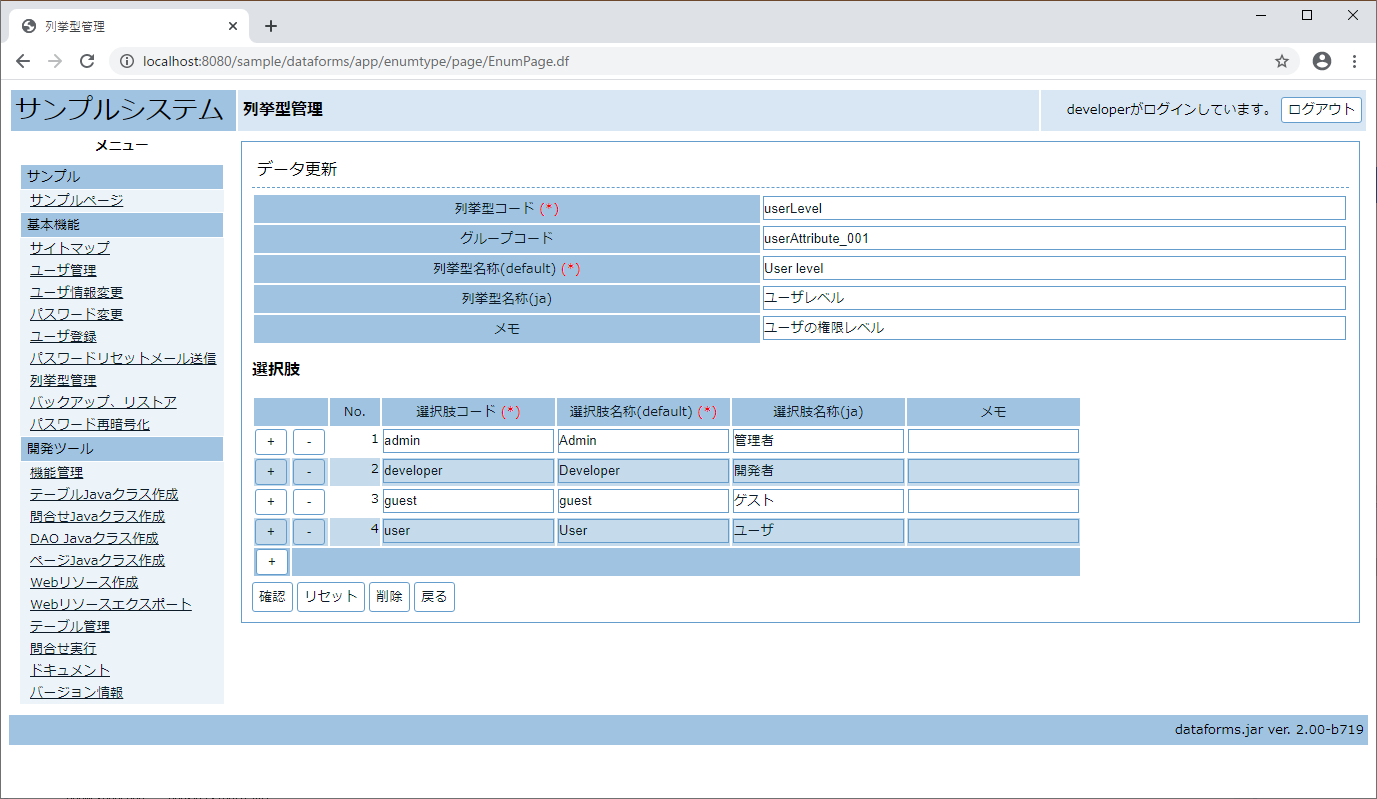 列挙型管理
localhost:8080/sample/dataforms/app/enumtype/page/EnumPage.df
サンプルシステム 列挙型管理 developerがログインしています。 ログアウト
メニュー
サンプル
サンプルページ
基本機能
サイトマップ
ユーザ管理
ユーザ情報変更
パスワード変更
ユーザ登録
パスワードリセットメール送信
列挙型管理
バックアップ、リストア
パスワード再暗号化
開発ツール
機能管理
テーブルJavaクラス作成
問合せJavaクラス作成
DAO Javaクラス作成
ページJavaクラス作成
Webリソース作成
Webリソースエクスポート
テーブル管理
問合せ実行
ドキュメント
バージョン情報
データ更新
列挙型コード (*) userLevel
グループコード userAttribute_001
列挙型名称(default) (*) User level
列挙型名称(ja) ユーザレベル
メモ ユーザの権限レベル
選択肢
No. 選択肢コード (*) 選択肢名称(default) (*) 選択肢名称(ja) メモ
+ - 1 admin Admin 管理者
+ - 2 developer Developer 開発者
+ - 3 guest guest ゲスト
+ - 4 user User ユーザ
+
確認 リセット 削除 戻る
dataforms.jar ver. 2.00-b719